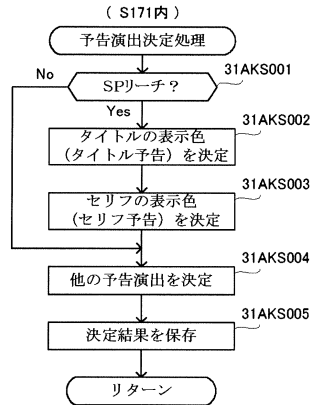 ( S171内 )
予告演出決定処理
No
SPリーチ?
31AKS001
Yes
31AKS002
タイトルの表示色
(タイトル予告)を決定
31AKS003
セリフの表示色
(セリフ予告)を決定
31AKS004
他の予告演出を決定
31AKS005
決定結果を保存
リターン